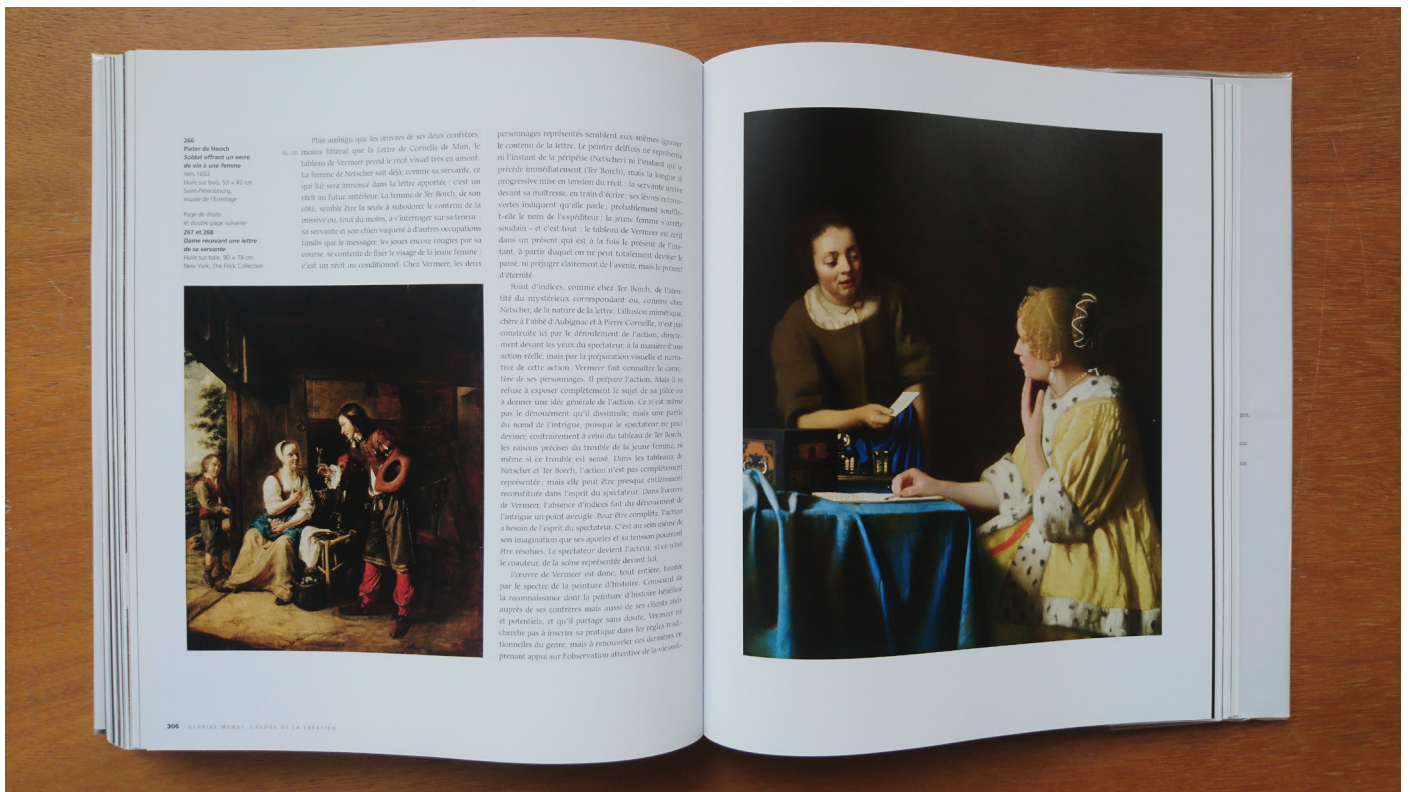 266
Pieter de Hooch
Soldat offrant un verre
de vin à une femme
Vers 1653
Huile sur bois, 53 × 42 cm
Saint-Pétersbourg,
musée de l'Ermitage
Page de droite
et double page suivante
267 et 268
Dame recevant une lettre
de sa servante
Huile sur toile, 90 × 79 cm
New York, The Frick Collection
Plus ambigu que les œuvres de ses deux confrères,
moins littéral que la Lettre de Cornelis de Man, le
tableau de Vermeer prend le récit visuel très en amont.
La femme de Netscher sait déjà, comme sa servante, ce
qui lui sera annoncé dans la lettre apportée : c'est un
récit au futur antérieur. La femme de Ter Borch, de son
côté, semble être la seule à subodorer le contenu de la
missive ou, tout du moins, à s'interroger sur sa teneur :
sa servante et son chien vaquent à d'autres occupations
tandis que le messager, les joues encore rougies par sa
course, se contente de fixer le visage de la jeune femme :
c'est un récit au conditionnel. Chez Vermeer, les deux
personnages représentés semblent eux-mêmes ignorer
le contenu de la lettre. Le peintre delftois ne représente
ni l'instant de la péripétie (Netscher) ni l'instant qui le
précède immédiatement (Ter Borch), mais la longue et
progressive mise en tension du récit : la servante arrive
devant sa maîtresse, en train d'écrire ; ses lèvres entrou-
vertes indiquent qu'elle parle ; probablement souffle-
t-elle le nom de l'expéditeur ; la jeune femme s'arrête
soudain – et c'est tout : le tableau de Vermeer est écrit
dans un présent qui est à la fois le présent de l'ins-
tant, à partir duquel on ne peut totalement deviner le
passé, ni préjuger clairement de l'avenir, mais le présent
d'éternité.
Point d'indices, comme chez Ter Borch, de l'iden-
tité du mystérieux correspondant ou, comme chez
Netscher, de la nature de la lettre. L'illusion mimétique,
chère à l'abbé d'Aubignac et à Pierre Corneille, n'est pas
construite ici par le déroulement de l'action, directe-
ment devant les yeux du spectateur, à la manière d'une
action réelle, mais par la préparation visuelle et narra-
tive de cette action. Vermeer fait connaître le carac-
tère de ses personnages. Il prépare l'action. Mais il se
refuse à exposer complètement le sujet de sa pièce ou
à donner une idée générale de l'action. Ce n'est même
pas le dénouement qu'il dissimule, mais une partie
du nœud de l'intrigue, puisque le spectateur ne peut
deviner, contrairement à celui du tableau de Ter Borch,
les raisons précises du trouble de la jeune femme, ni
même si ce trouble est sensé. Dans les tableaux de
Netscher et Ter Borch, l'action n'est pas complètement
représentée ; mais elle peut être presque entièrement
reconstituée dans l'esprit du spectateur. Dans l'œuvre
de Vermeer, l'absence d'indices fait du dénouement de
l'intrigue un point aveugle. Pour être complète, l'action
a besoin de l'esprit du spectateur. C'est au sein même de
son imagination que ses apories et sa tension pourront
être résolues. Le spectateur devient l'acteur, si ce n'est
le coauteur, de la scène représentée devant lui.
L'œuvre de Vermeer est donc, tout entière, hantée
par le spectre de la peinture d'histoire. Conscient de
la reconnaissance dont la peinture d'histoire bénéficie
auprès de ses confrères mais aussi de ses clients réels
et potentiels, et qu'il partage sans doute, Vermeer ne
cherche pas à inscrire sa pratique dans les règles tradi-
tionnelles du genre, mais à renouveler ces dernières en
prenant appui sur l'observation attentive de la vie ordi-
306 THEATRUM MUNDI: L'ÉLOGE DE LA CRÉATION